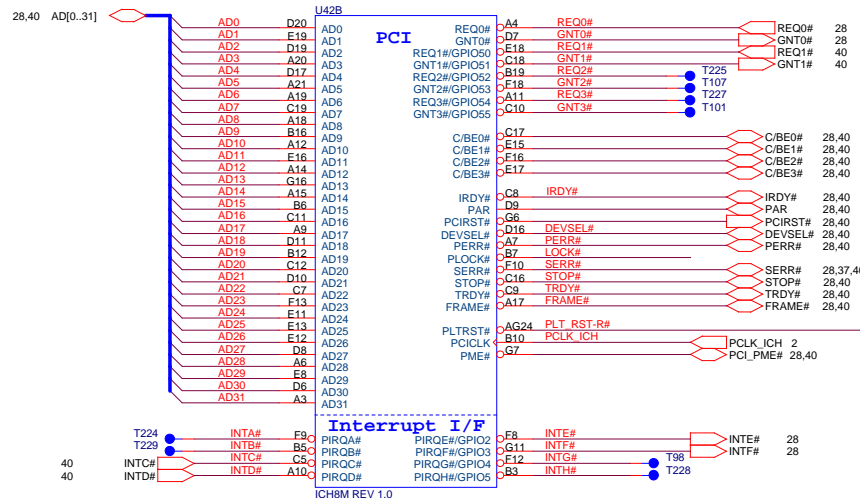 U42B
28,40 AD[0..31]
PCI
AD0 D20 AD0 REQ0# A4 REQ0# REQ0# 28
AD1 E19 AD1 GNT0# D7 GNT0# GNT0# 28
AD2 D19 AD2 REQ1#/GPIO50 E18 REQ1# REQ1# 40
AD3 A20 AD3 GNT1#/GPIO51 C18 GNT1# GNT1# 40
AD4 D17 AD4 REQ2#/GPIO52 B19 REQ2# T225
AD5 A21 AD5 GNT2#/GPIO53 F18 GNT2# T107
AD6 A19 AD6 REQ3#/GPIO54 A11 REQ3# T227
AD7 C19 AD7 GNT3#/GPIO55 C10 GNT3# T101
AD8 A18 AD8
AD9 B16 AD9 C/BE0# C17 C/BE0# 28,40
AD10 A12 AD10 C/BE1# E15 C/BE1# 28,40
AD11 E16 AD11 C/BE2# F16 C/BE2# 28,40
AD12 A14 AD12 C/BE3# E17 C/BE3# 28,40
AD13 G16 AD13
AD14 A15 AD14 IRDY# C8 IRDY# IRDY# 28,40
AD15 B6 AD15 PAR D9 PAR 28,40
AD16 C11 AD16 PCIRST# G6 PCIRST# 28,40
AD17 A9 AD17 DEVSEL# D16 DEVSEL# DEVSEL# 28,40
AD18 D11 AD18 PERR# A7 PERR# PERR# 28,40
AD19 B12 AD19 PLOCK# B7 LOCK#
AD20 C12 AD20 SERR# F10 SERR# SERR# 28,37,40
AD21 D10 AD21 STOP# C16 STOP# STOP# 28,40
AD22 C7 AD22 TRDY# C9 TRDY# TRDY# 28,40
AD23 F13 AD23 FRAME# A17 FRAME# FRAME# 28,40
AD24 E11 AD24
AD25 E13 AD25 PLTRST# AG24 PLT_RST-R#
AD26 E12 AD26 PCICLK B10 PCLK_ICH PCLK_ICH 2
AD27 D8 AD27 PME# G7 PCI_PME# 28,40
AD28 A6 AD28
AD29 E8 AD29
AD30 D6 AD30
AD31 A3 AD31
Interrupt I/F
T224 INTA# F9 PIRQA# PIRQE#/GPIO2 F8 INTE# INTE# 28
T229 INTB# B5 PIRQB# PIRQF#/GPIO3 G11 INTF# INTF# 28
40 INTC# INTC# C5 PIRQC# PIRQG#/GPIO4 F12 INTG# T98
40 INTD# INTD# A10 PIRQD# PIRQH#/GPIO5 B3 INTH# T228
ICH8M REV 1.0